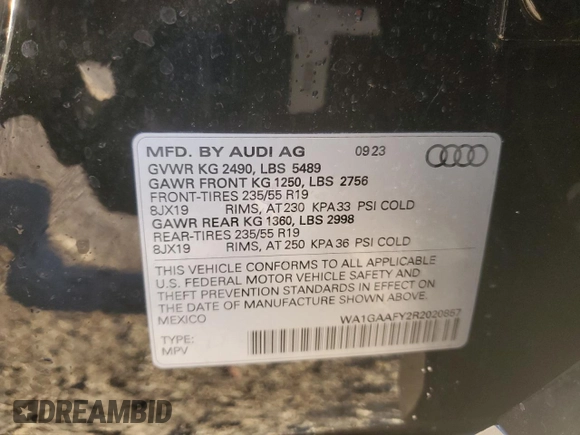 MFD. BY AUDI AG 09 23
GVWR KG 2490, LBS 5489
GAWR FRONT KG 1250, LBS 2756
FRONT-TIRES 235/55 R19
8JX19 RIMS, AT 230 KPA 33 PSI COLD
GAWR REAR KG 1360, LBS 2998
REAR-TIRES 235/55 R19
8JX19 RIMS, AT 250 KPA 36 PSI COLD
THIS VEHICLE CONFORMS TO ALL APPLICABLE
U.S. FEDERAL MOTOR VEHICLE SAFETY AND
THEFT PREVENTION STANDARDS IN EFFECT ON
THE DATE OF MANUFACTURE SHOWN ABOVE.
MEXICO WA1GAAFY2R2020857
TYPE:
MPV
DREAMBID